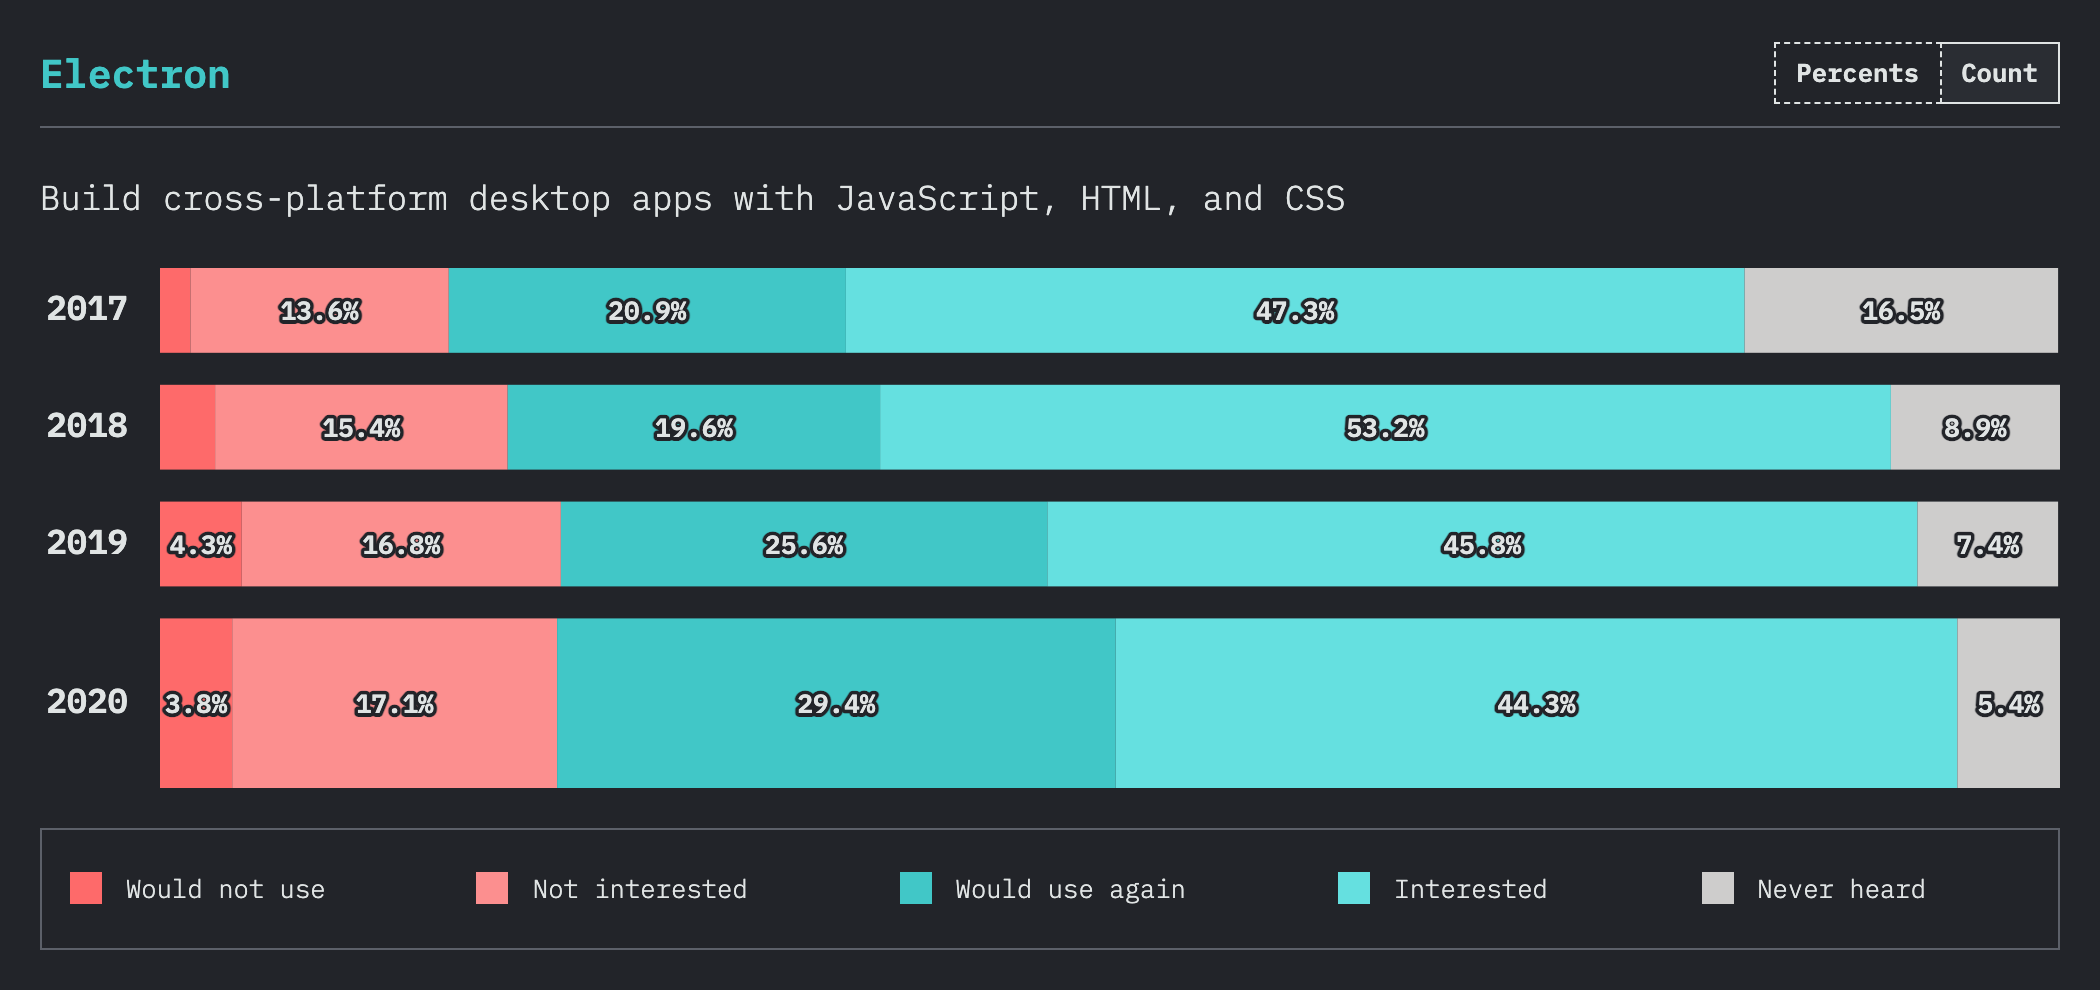 Electron
Percents Count
Build cross-platform desktop apps with JavaScript, HTML, and CSS
2017 13.6% 20.9% 47.3% 16.5%
2018 15.4% 19.6% 53.2% 8.9%
2019 4.3% 16.8% 25.6% 45.8% 7.4%
2020 3.8% 17.1% 29.4% 44.3% 5.4%
Would not use Not interested Would use again Interested Never heard